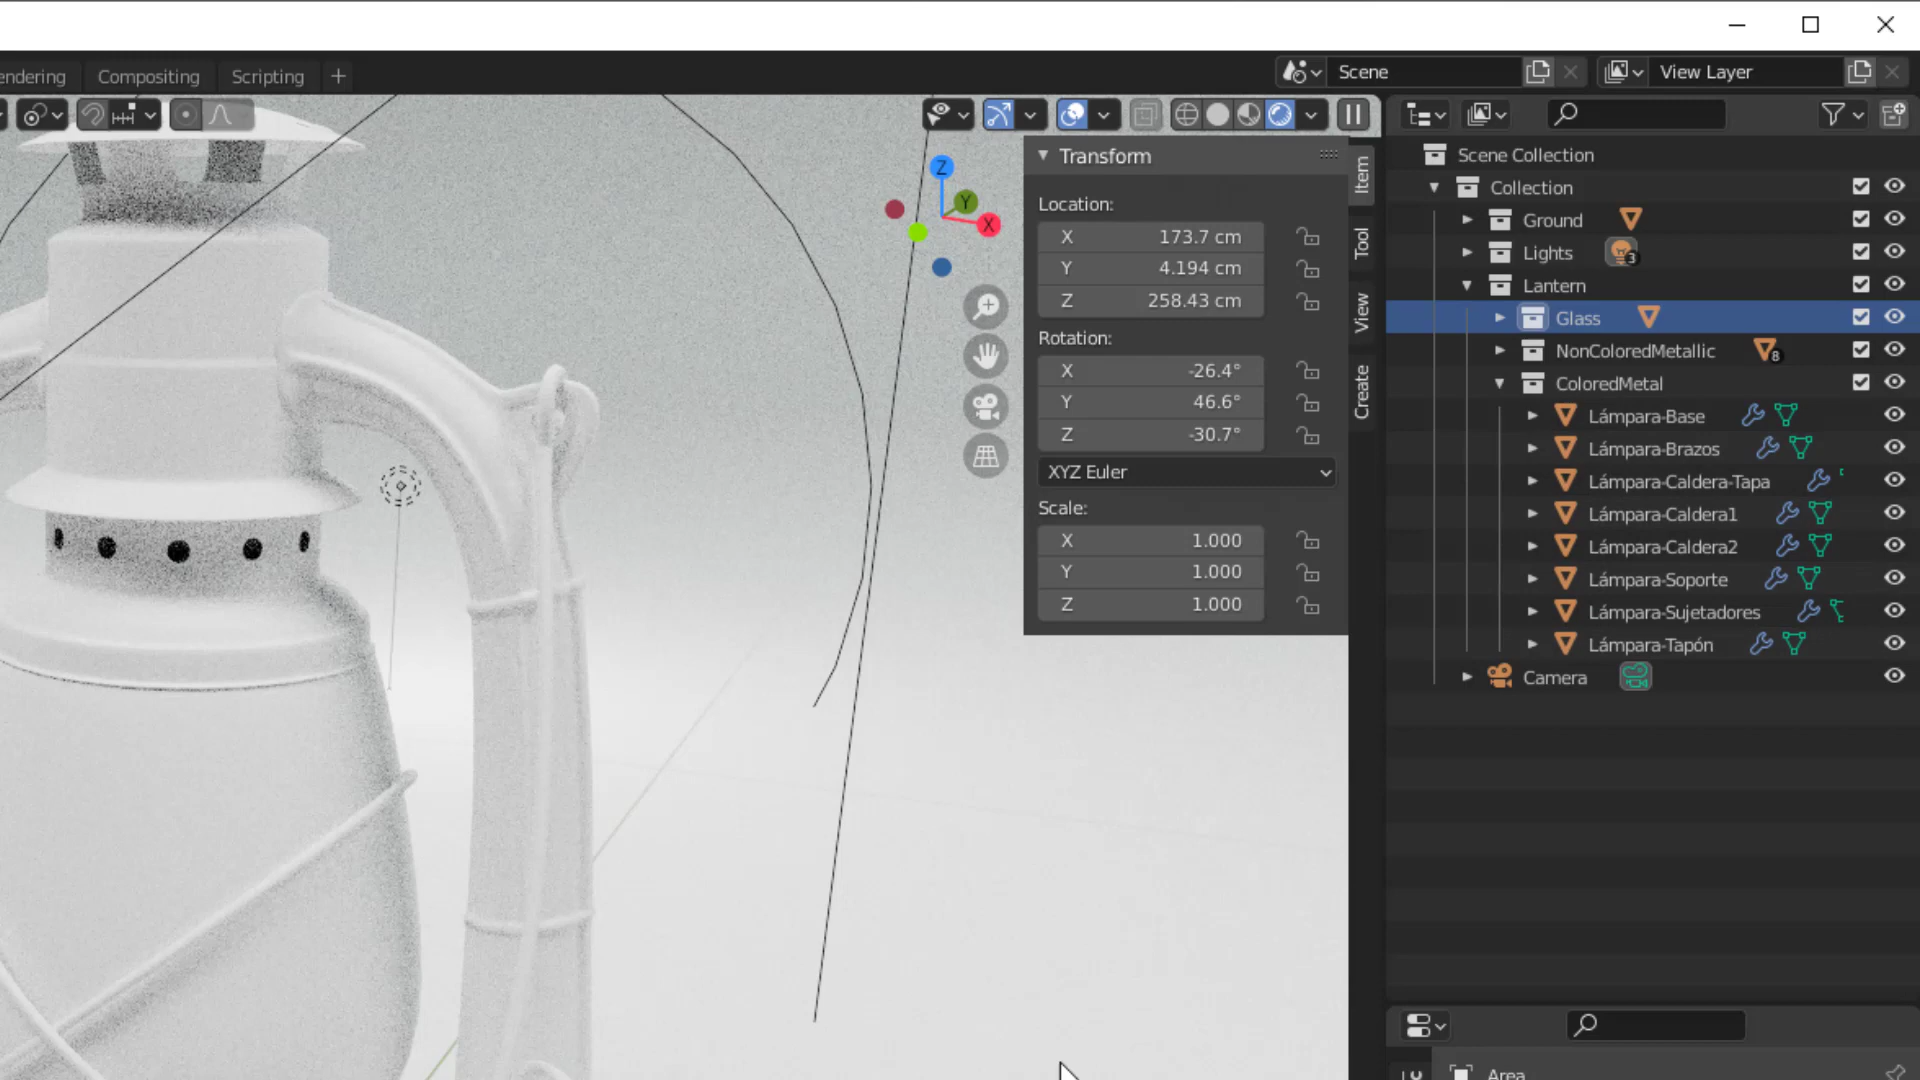 Compositing
Scripting
+
Scene
View Layer
Transform
Item
Location:
X 173.7 cm
Y 4.194 cm
Z 258.43 cm
Tool
Rotation:
X -26.4°
Y 46.6°
Z -30.7°
View
XYZ Euler
Create
Scale:
X 1.000
Y 1.000
Z 1.000
Z
Y
X
Scene Collection
Collection
Ground
Lights 3
Lantern
Glass
NonColoredMetallic 8
ColoredMetal
Lámpara-Base
Lámpara-Brazos
Lámpara-Caldera-Tapa
Lámpara-Caldera1
Lámpara-Caldera2
Lámpara-Soporte
Lámpara-Sujetadores
Lámpara-Tapón
Camera
Area